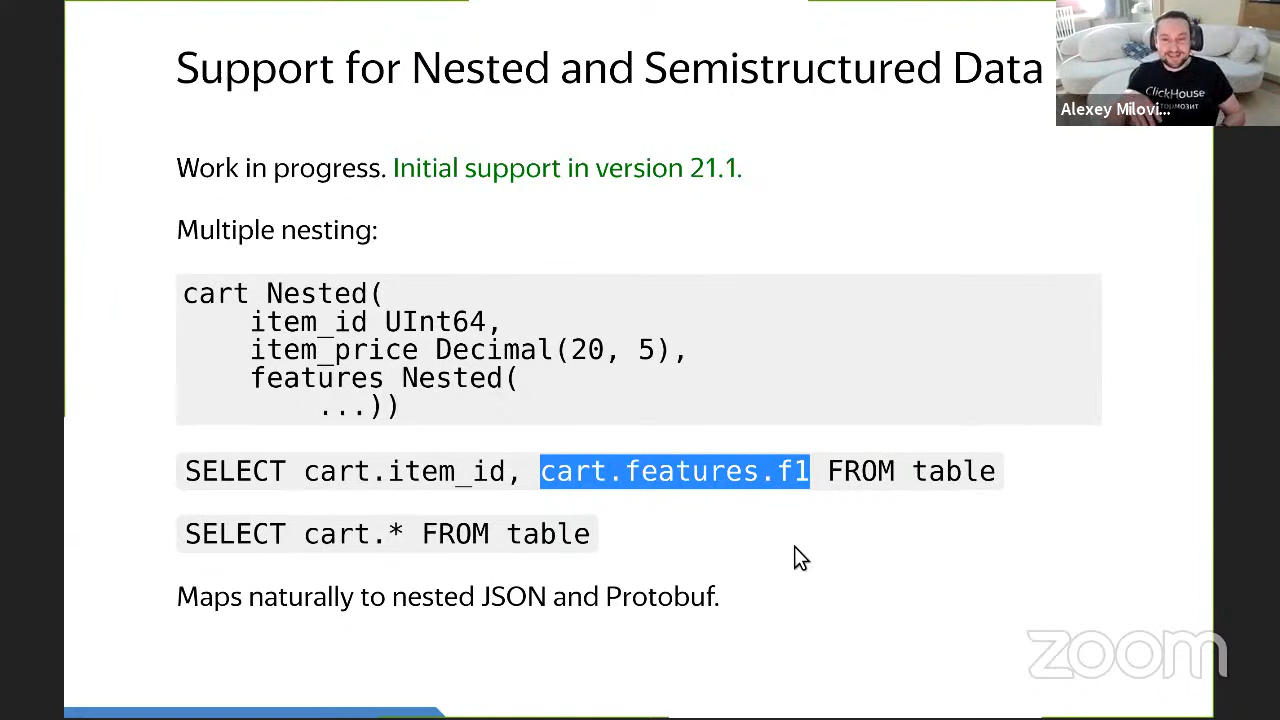 Support for Nested and Semistructured Data
ClickHouse
тормозит
Alexey Milovi...
Work in progress. Initial support in version 21.1.
Multiple nesting:
cart Nested(
item_id UInt64,
item_price Decimal(20, 5),
features Nested(
...))
SELECT cart.item_id, cart.features.f1 FROM table
SELECT cart.* FROM table
Maps naturally to nested JSON and Protobuf.
zoom